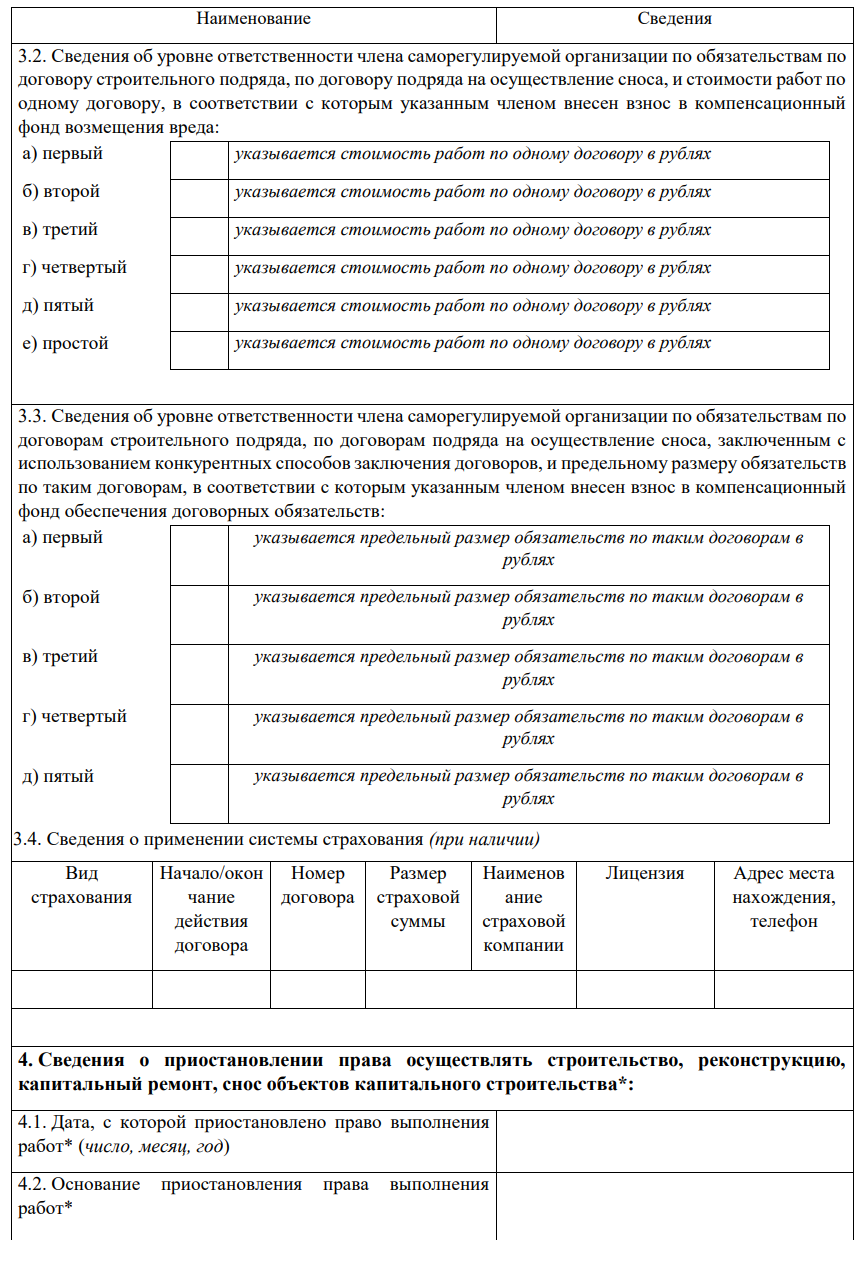 Наименование Сведения
3.2. Сведения об уровне ответственности члена саморегулируемой организации по обязательствам по
договору строительного подряда, по договору подряда на осуществление сноса, и стоимости работ по
одному договору, в соответствии с которым указанным членом внесен взнос в компенсационный
фонд возмещения вреда:
а) первый указывается стоимость работ по одному договору в рублях
б) второй указывается стоимость работ по одному договору в рублях
в) третий указывается стоимость работ по одному договору в рублях
г) четвертый указывается стоимость работ по одному договору в рублях
д) пятый указывается стоимость работ по одному договору в рублях
е) простой указывается стоимость работ по одному договору в рублях
3.3. Сведения об уровне ответственности члена саморегулируемой организации по обязательствам по
договорам строительного подряда, по договорам подряда на осуществление сноса, заключенным с
использованием конкурентных способов заключения договоров, и предельному размеру обязательств
по таким договорам, в соответствии с которым указанным членом внесен взнос в компенсационный
фонд обеспечения договорных обязательств:
а) первый указывается предельный размер обязательств по таким договорам в
рублях
б) второй указывается предельный размер обязательств по таким договорам в
рублях
в) третий указывается предельный размер обязательств по таким договорам в
рублях
г) четвертый указывается предельный размер обязательств по таким договорам в
рублях
д) пятый указывается предельный размер обязательств по таким договорам в
рублях
3.4. Сведения о применении системы страхования (при наличии)
Вид Начало/окон Номер Размер Наименов Лицензия Адрес места
страхования чание договора страховой ание нахождения,
действия суммы страховой телефон
договора компании
4. Сведения о приостановлении права осуществлять строительство, реконструкцию,
капитальный ремонт, снос объектов капитального строительства*:
4.1. Дата, с которой приостановлено право выполнения
работ* (число, месяц, год)
4.2. Основание приостановления права выполнения
работ*